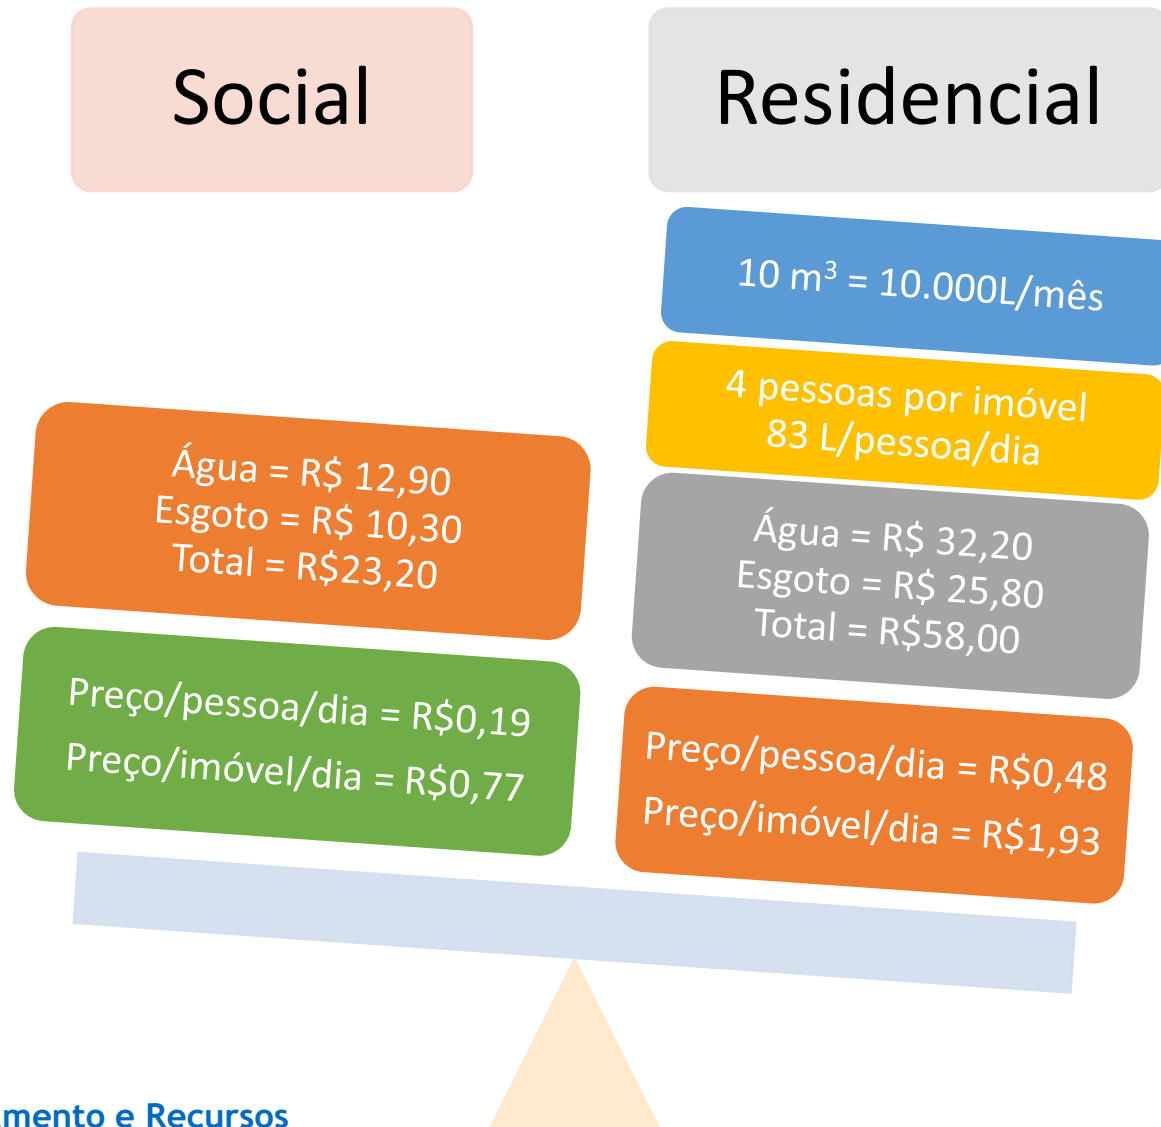 Social
Água = R$ 12,90
Esgoto = R$ 10,30
Total = R$23,20
Preço/pessoa/dia = R$0,19
Preço/imóvel/dia = R$0,77
Residencial
10 m³ = 10.000L/mês
4 pessoas por imóvel
83 L/pessoa/dia
Água = R$ 32,20
Esgoto = R$ 25,80
Total = R$58,00
Preço/pessoa/dia = R$0,48
Preço/imóvel/dia = R$1,93
e Recursos